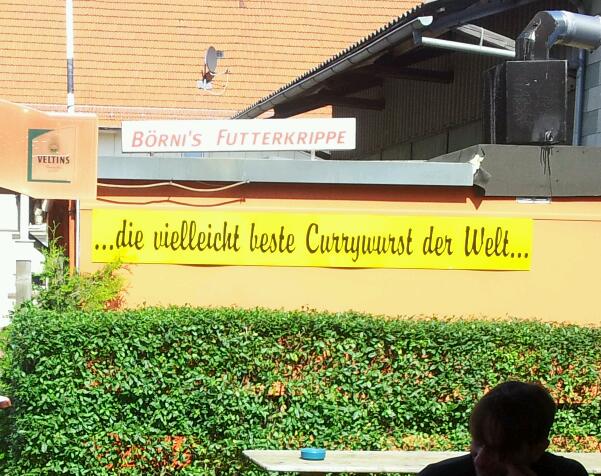 BÖRNI'S FUTTERKRIPPE
VELTINS
...die vielleicht beste Currywurst der Welt...